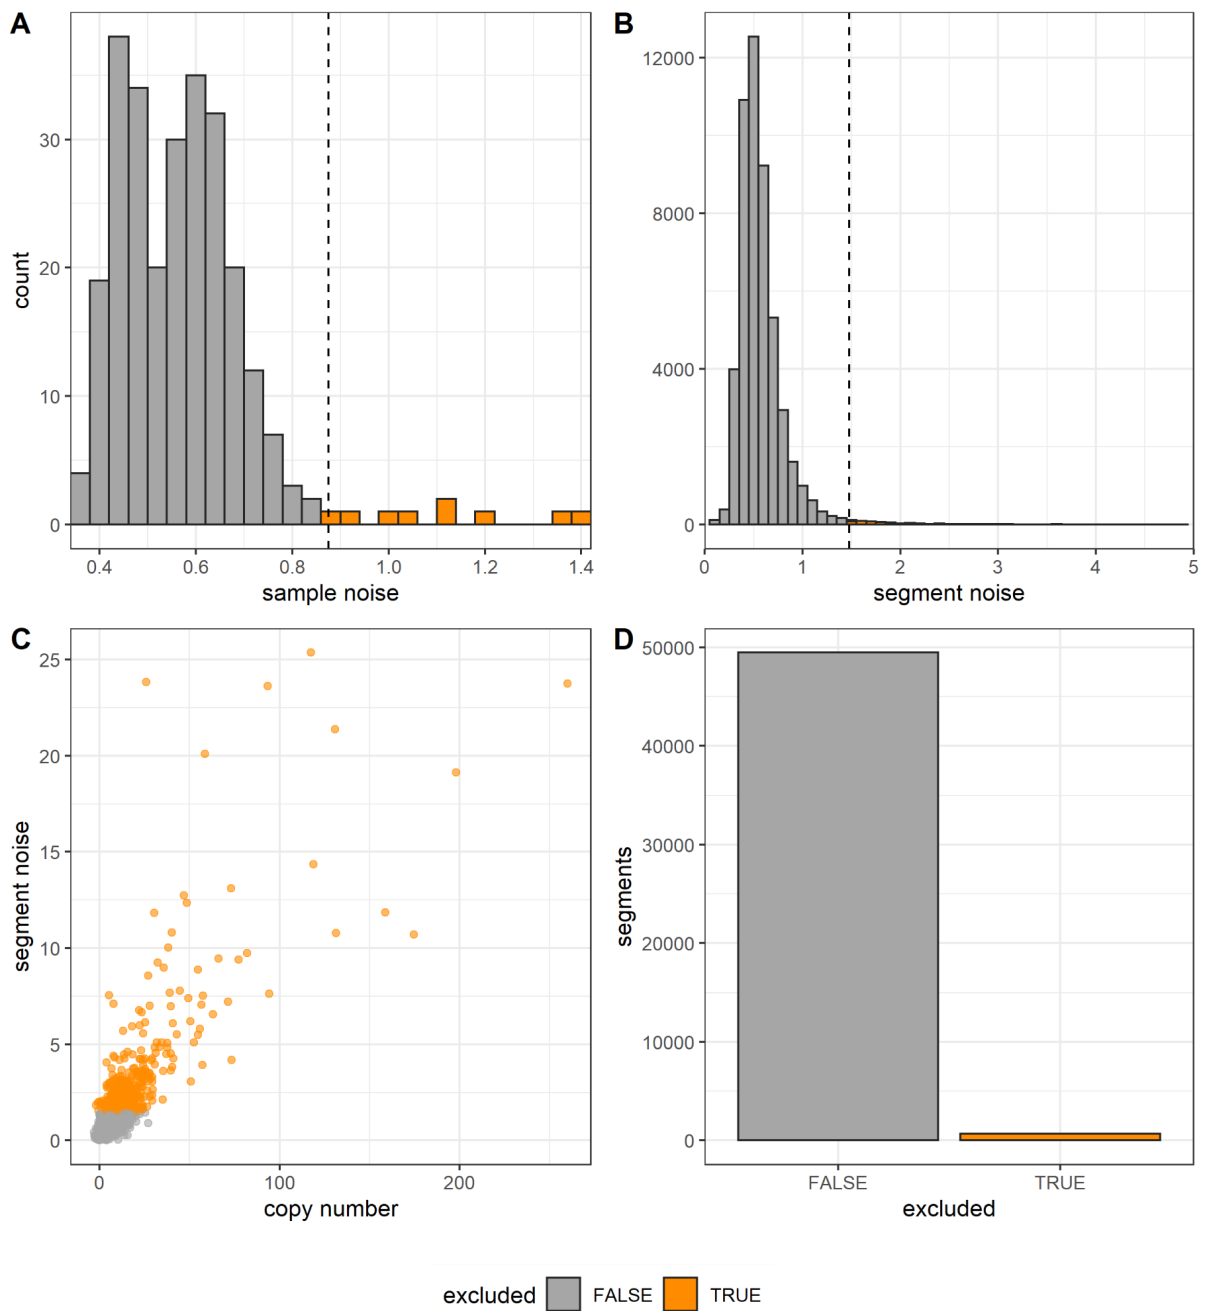 A
count
30
20
10
0
0.4 0.6 0.8 1.0 1.2 1.4
sample noise
B
12000
8000
4000
0
0 1 2 3 4 5
segment noise
C
segment noise
25
20
15
10
5
0
0 100 200
copy number
D
segments
50000
40000
30000
20000
10000
0
FALSE TRUE
excluded
excluded FALSE TRUE